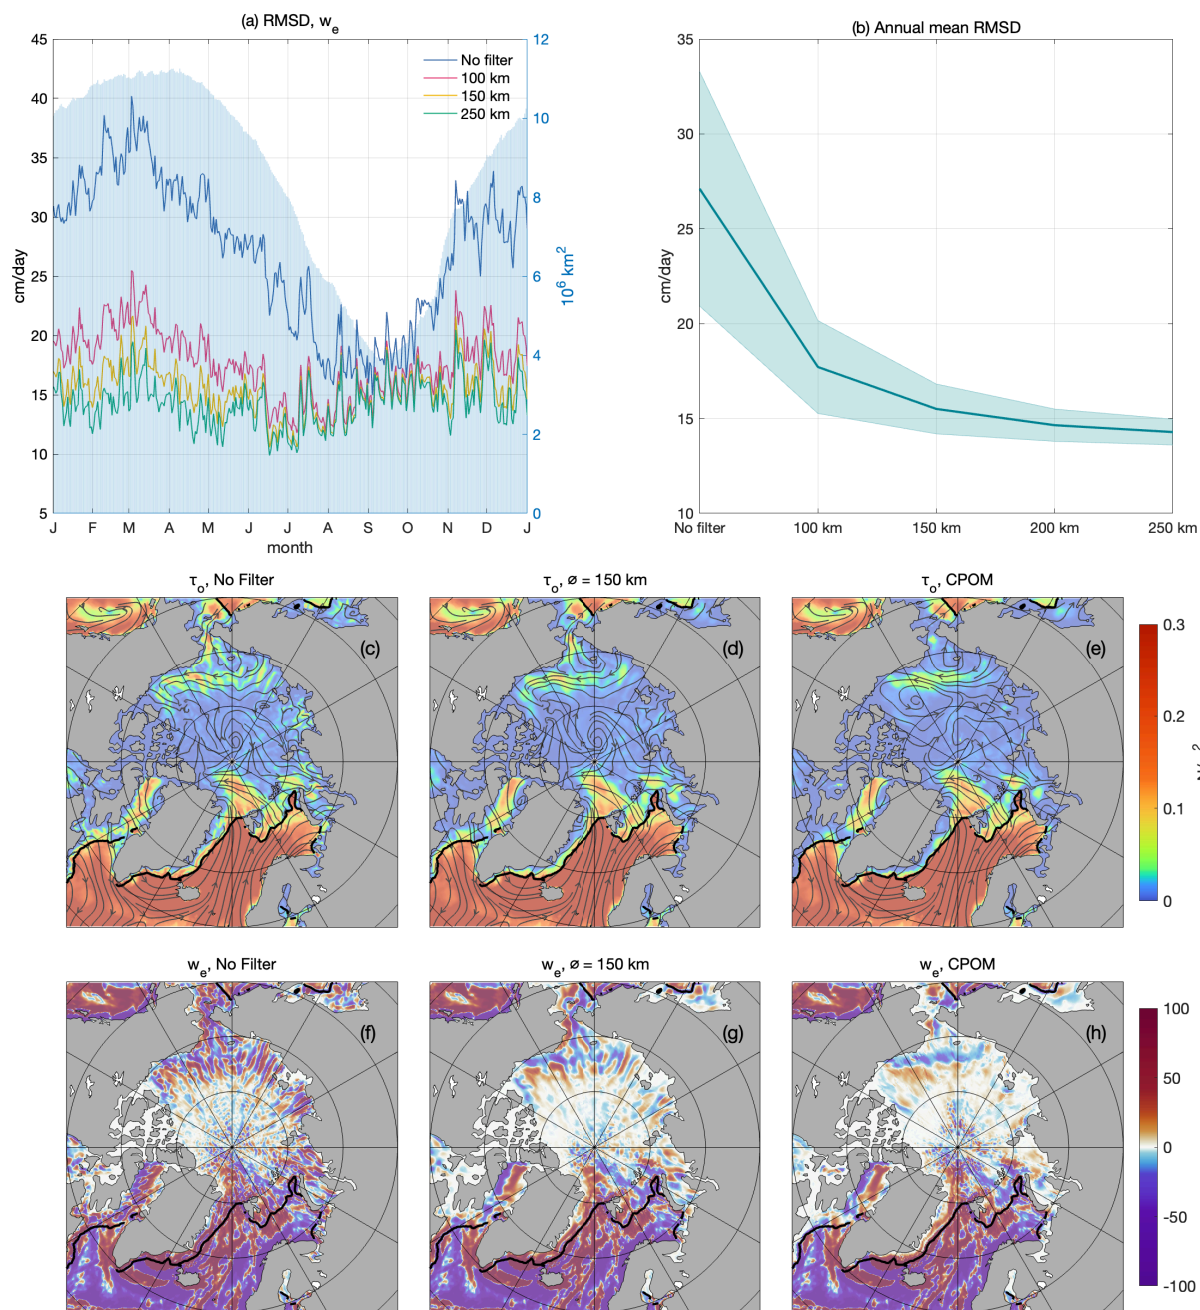 (a) RMSD, wₑ
45
40
35
30
25
20
15
10
5
cm/day
12
10
8
6
4
2
0
10⁶ km²
No filter
100 km
150 km
250 km
J F M A M J J A S O N D J
month
(b) Annual mean RMSD
35
30
25
20
15
10
cm/day
No filter 100 km 150 km 200 km 250 km
τₒ, No Filter
τₒ, ø = 150 km
τₒ, CPOM
(c)
(d)
(e)
0.3
0.2
0.1
0
wₑ, No Filter
wₑ, ø = 150 km
wₑ, CPOM
(f)
(g)
(h)
100
50
0
-50
-100